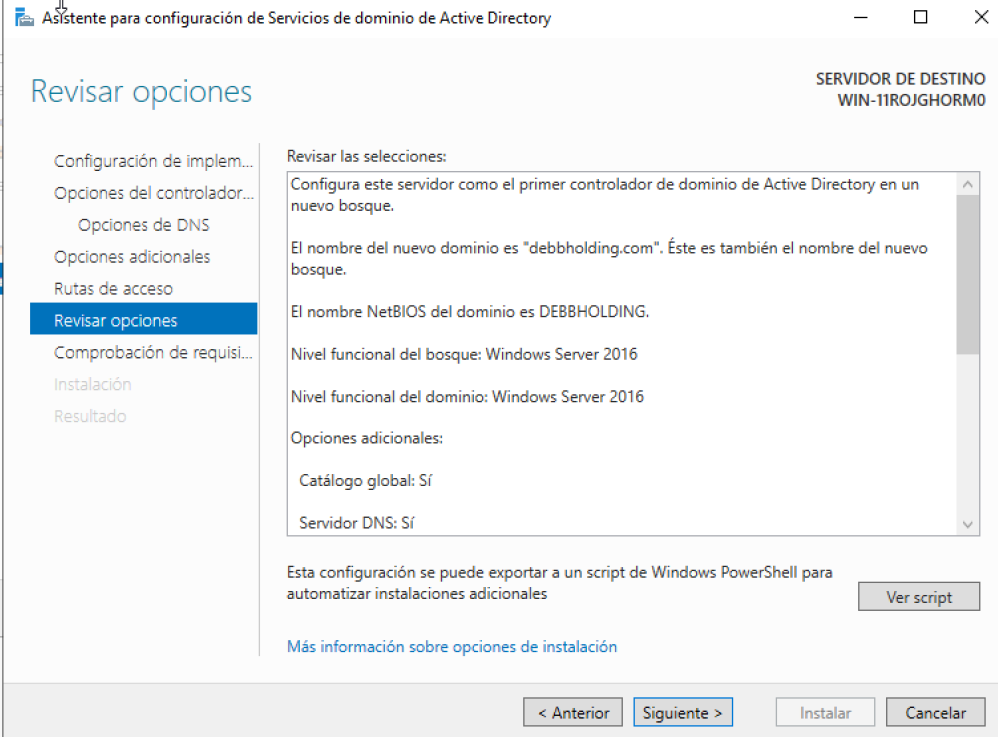 Asistente para configuración de Servicios de dominio de Active Directory
Revisar opciones
SERVIDOR DE DESTINO
WIN-11ROJGHORM0
Configuración de implem...
Opciones del controlador...
Opciones de DNS
Opciones adicionales
Rutas de acceso
Revisar opciones
Comprobación de requisi...
Instalación
Resultado
Revisar las selecciones:
Configura este servidor como el primer controlador de dominio de Active Directory en un
nuevo bosque.
El nombre del nuevo dominio es "debbholding.com". Éste es también el nombre del nuevo
bosque.
El nombre NetBIOS del dominio es DEBBHOLDING.
Nivel funcional del bosque: Windows Server 2016
Nivel funcional del dominio: Windows Server 2016
Opciones adicionales:
Catálogo global: Sí
Servidor DNS: Sí
Esta configuración se puede exportar a un script de Windows PowerShell para
automatizar instalaciones adicionales
Ver script
Más información sobre opciones de instalación
< Anterior
Siguiente >
Instalar
Cancelar